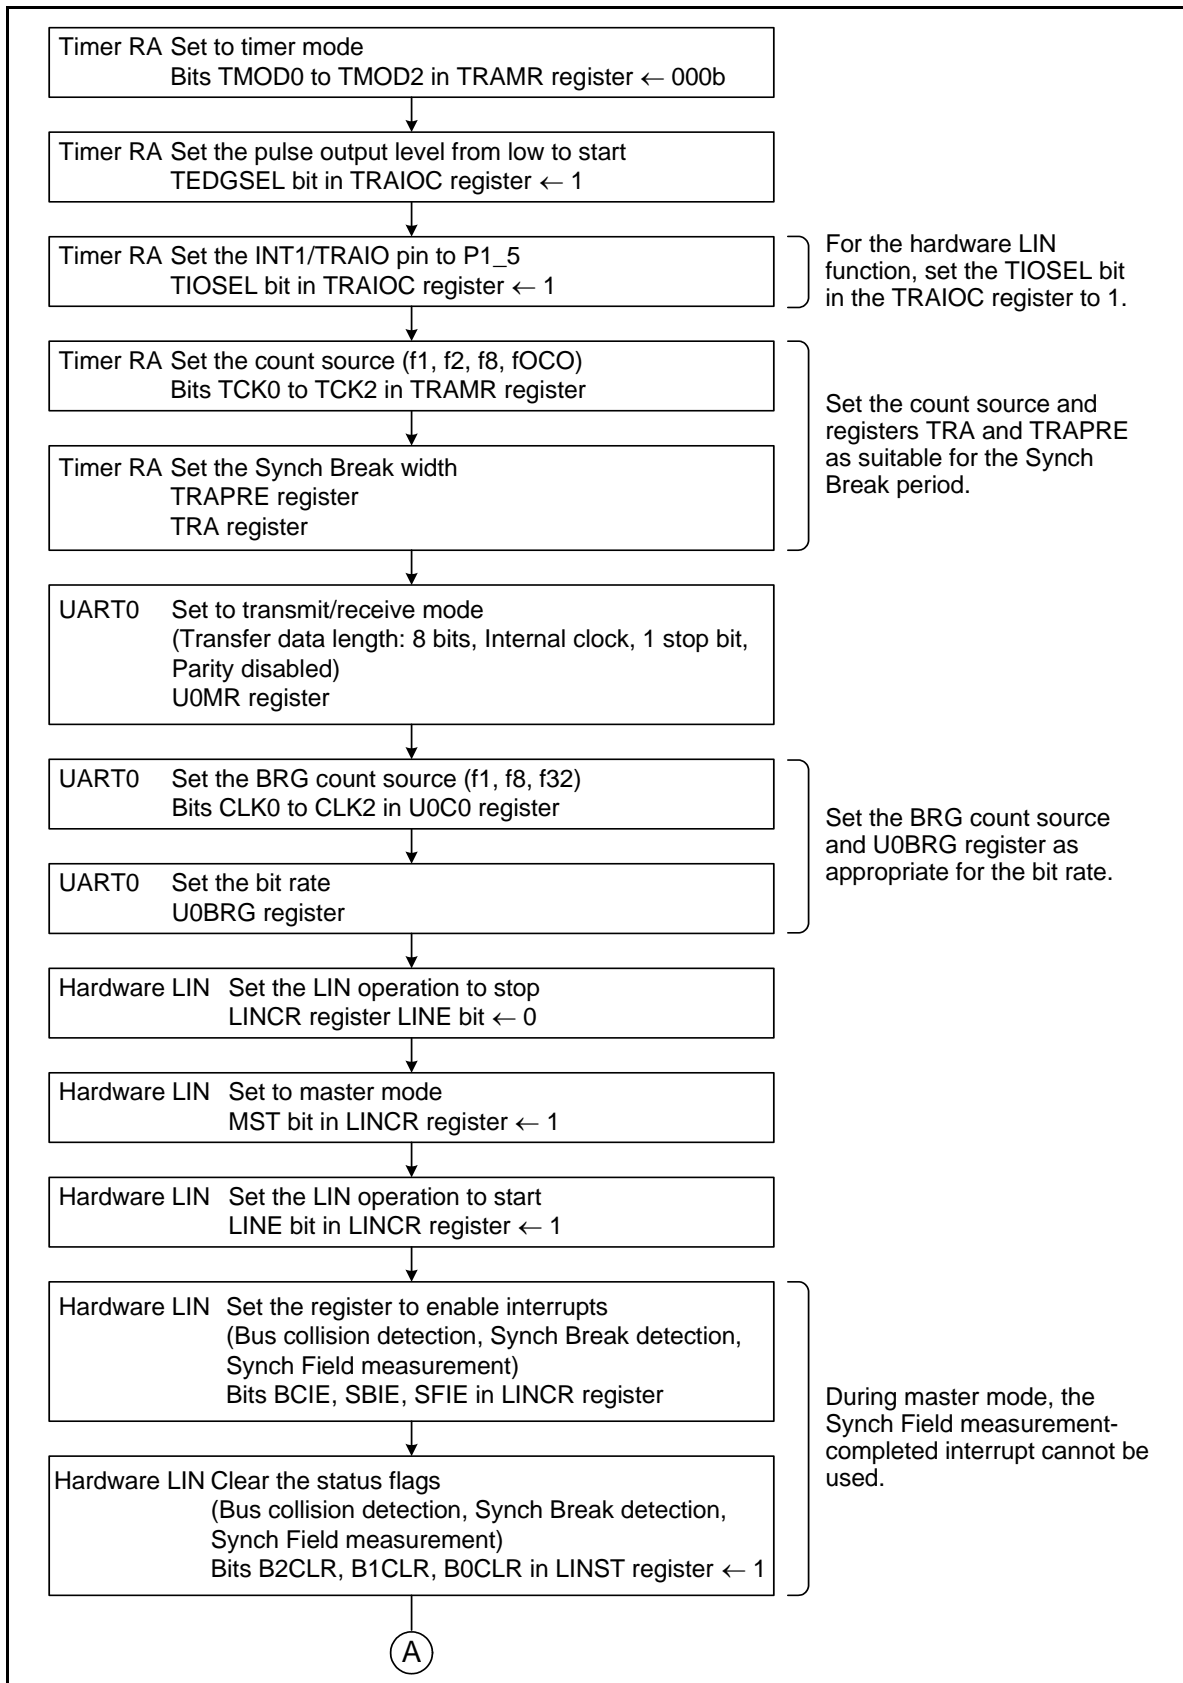 Timer RA Set to timer mode
Bits TMOD0 to TMOD2 in TRAMR register ← 000b
Timer RA Set the pulse output level from low to start
TEDGSEL bit in TRAIOC register ← 1
Timer RA Set the INT1/TRAIO pin to P1_5
TIOSEL bit in TRAIOC register ← 1
For the hardware LIN
function, set the TIOSEL bit
in the TRAIOC register to 1.
Timer RA Set the count source (f1, f2, f8, fOCO)
Bits TCK0 to TCK2 in TRAMR register
Timer RA Set the Synch Break width
TRAPRE register
TRA register
Set the count source and
registers TRA and TRAPRE
as suitable for the Synch
Break period.
UART0 Set to transmit/receive mode
(Transfer data length: 8 bits, Internal clock, 1 stop bit,
Parity disabled)
U0MR register
UART0 Set the BRG count source (f1, f8, f32)
Bits CLK0 to CLK2 in U0C0 register
UART0 Set the bit rate
U0BRG register
Set the BRG count source
and U0BRG register as
appropriate for the bit rate.
Hardware LIN Set the LIN operation to stop
LINCR register LINE bit ← 0
Hardware LIN Set to master mode
MST bit in LINCR register ← 1
Hardware LIN Set the LIN operation to start
LINE bit in LINCR register ← 1
Hardware LIN Set the register to enable interrupts
(Bus collision detection, Synch Break detection,
Synch Field measurement)
Bits BCIE, SBIE, SFIE in LINCR register
Hardware LIN Clear the status flags
(Bus collision detection, Synch Break detection,
Synch Field measurement)
Bits B2CLR, B1CLR, B0CLR in LINST register ← 1
During master mode, the
Synch Field measurement-
completed interrupt cannot be
used.
A